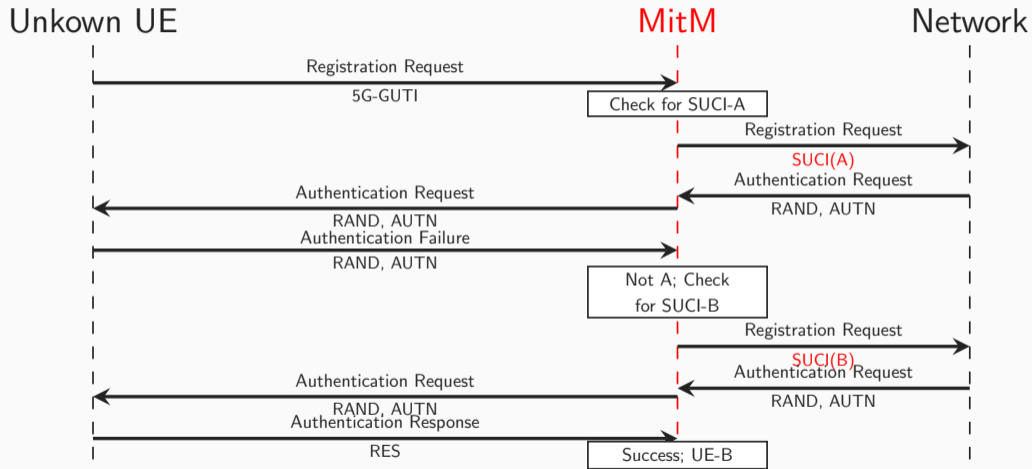 Unkown UE
MitM
Network
Registration Request
5G-GUTI
Check for SUCI-A
Registration Request
SUCI(A)
Authentication Request
RAND, AUTN
Authentication Request
RAND, AUTN
Authentication Failure
RAND, AUTN
Not A; Check
for SUCI-B
Registration Request
SUCI(B)
Authentication Request
RAND, AUTN
Authentication Request
RAND, AUTN
Authentication Response
RES
Success; UE-B